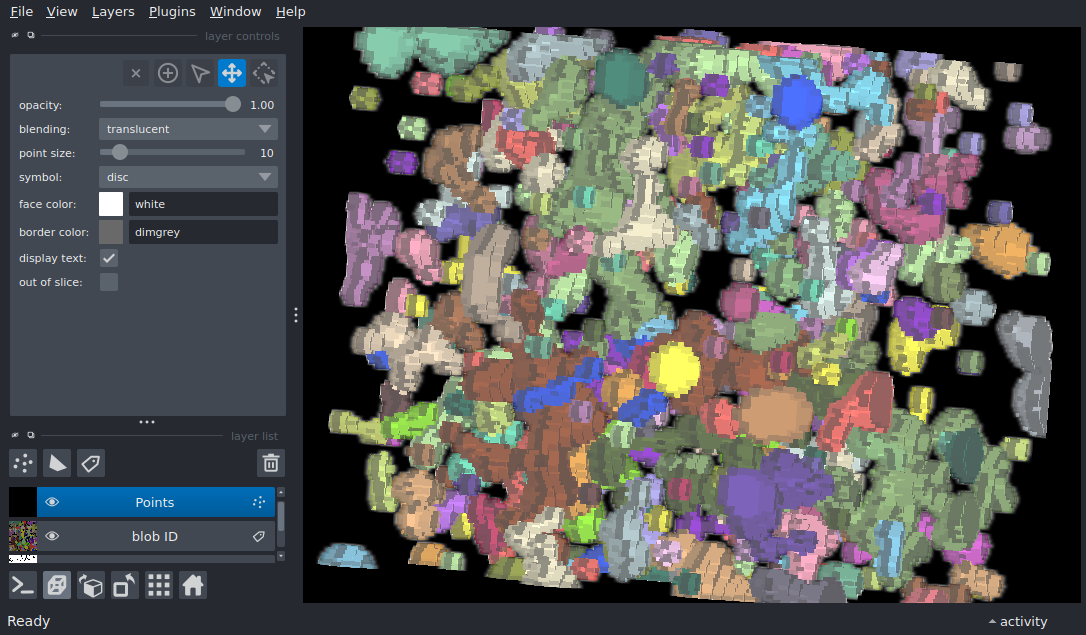 File View Layers Plugins Window Help
layer controls
opacity: 1.00
blending: translucent
point size: 10
symbol: disc
face color: white
border color: dimgrey
display text:
out of slice:
layer list
Points
blob ID
Ready
activity